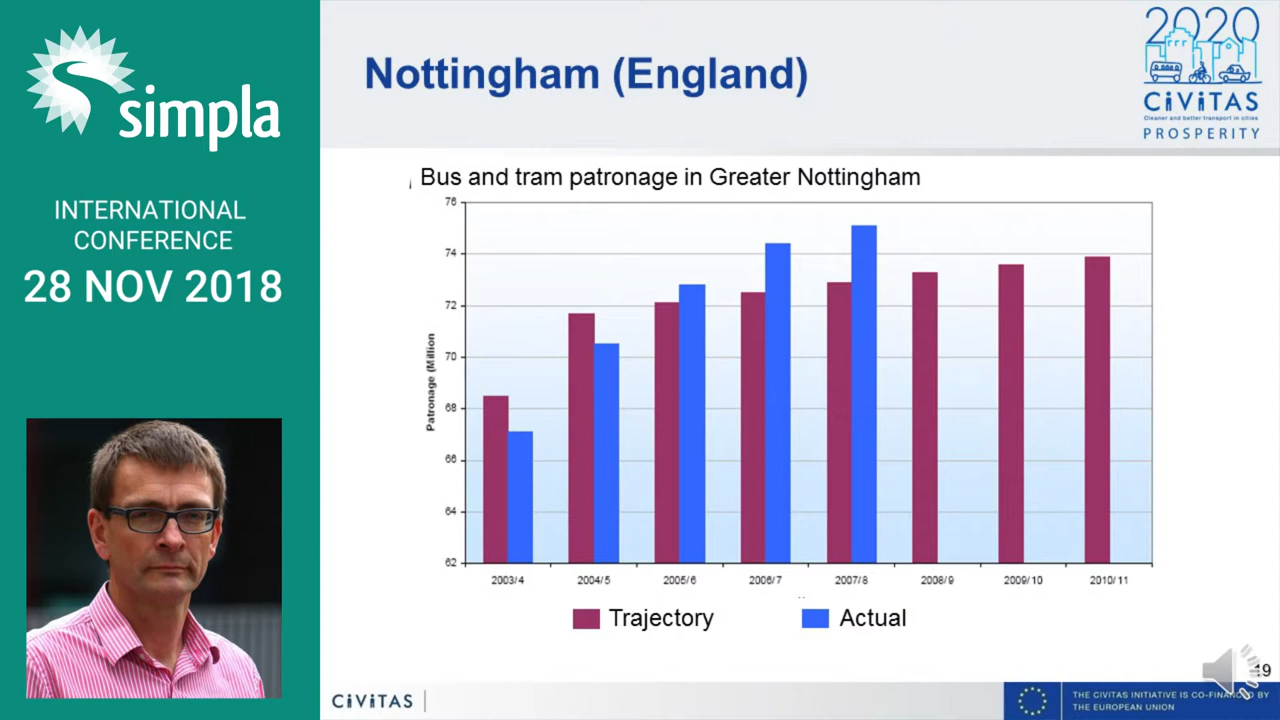 simpla
INTERNATIONAL
CONFERENCE
28 NOV 2018
Nottingham (England)
2020
CiViTAS
Cleaner and better transport in cities
PROSPERITY
Bus and tram patronage in Greater Nottingham
76
74
72
70
68
66
64
62
Patronage (Million
2003/4 2004/5 2005/6 2006/7 2007/8 2008/9 2009/10 2010/11
Trajectory Actual
19
CiViTAS
THE CIVITAS INITIATIVE IS CO-FINANCED BY
THE EUROPEAN UNION